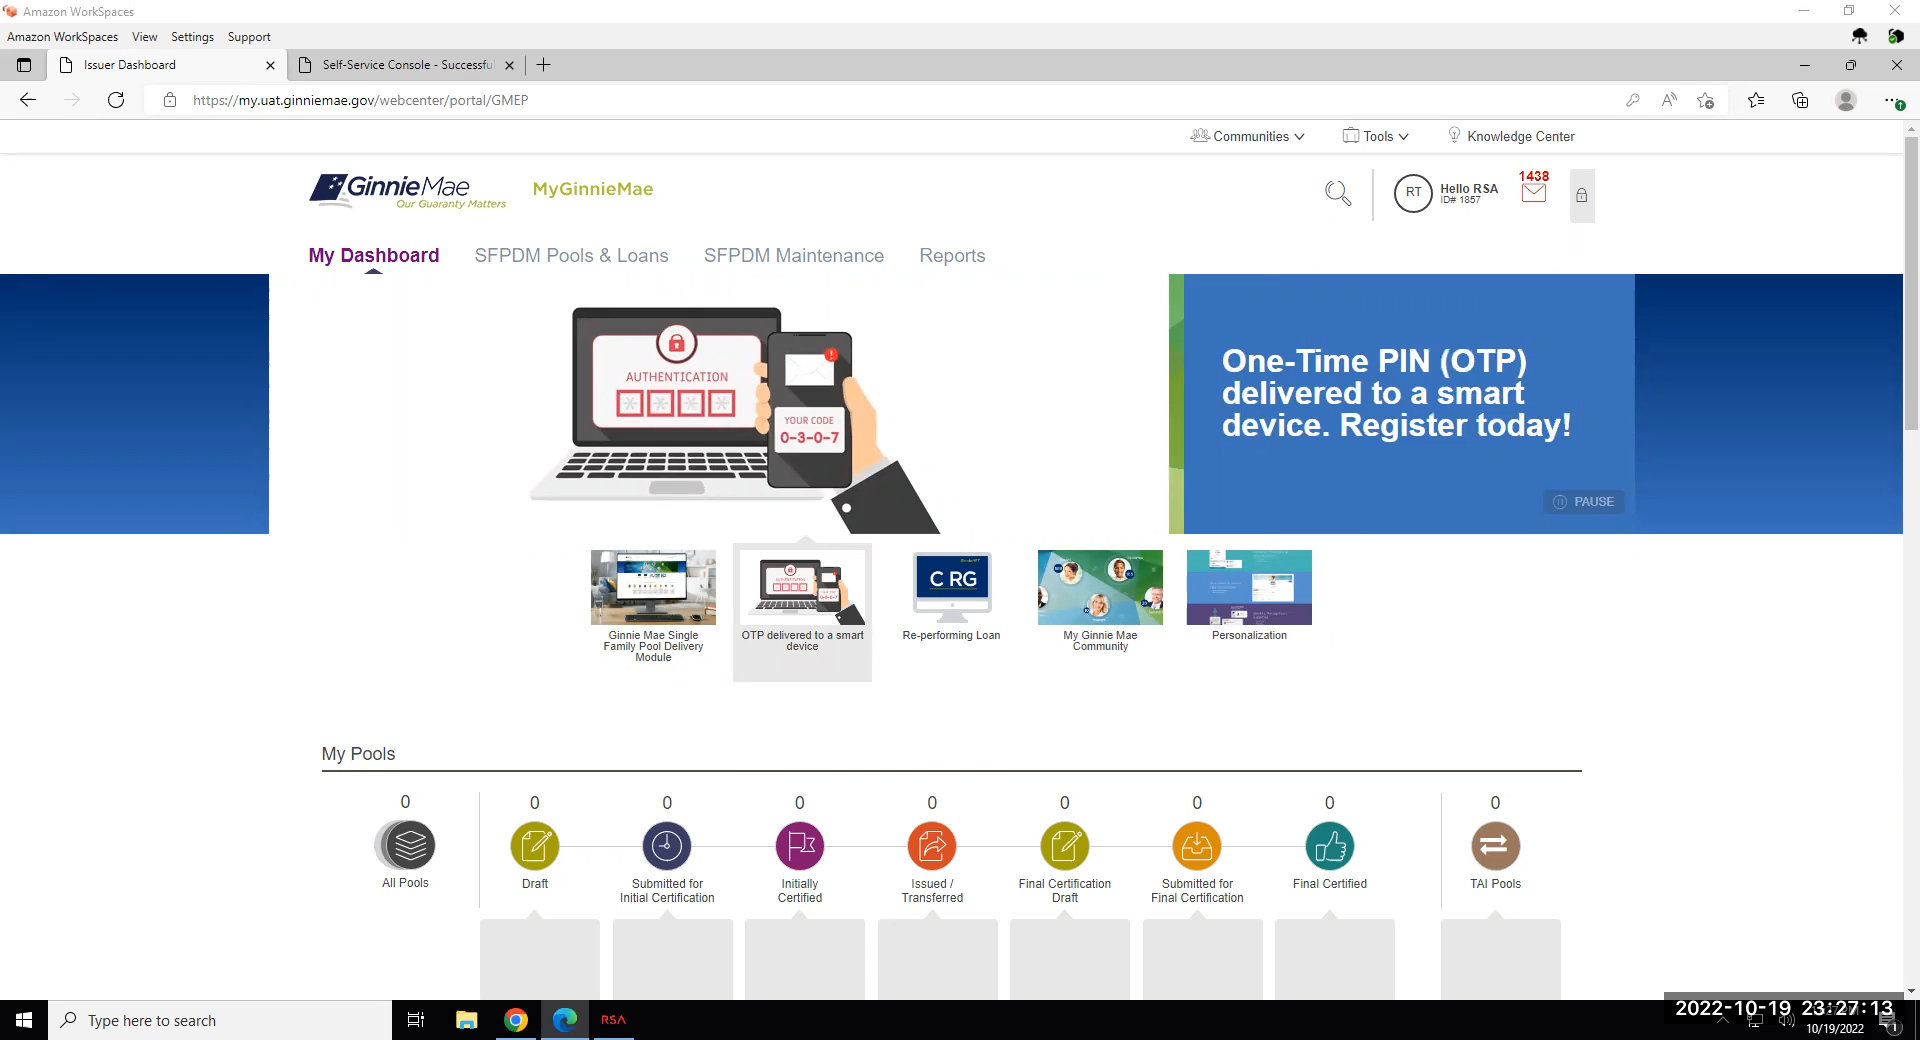 Amazon WorkSpaces
Amazon WorkSpaces View Settings Support
Issuer Dashboard
Self-Service Console - Successfu
https://my.uat.ginniemae.gov/webcenter/portal/GMEP
Communities Tools Knowledge Center
GinnieMae
Our Guaranty Matters
MyGinnieMae
RT
Hello RSA
ID# 1857
1438
My Dashboard SFPDM Pools & Loans SFPDM Maintenance Reports
AUTHENTICATION
YOUR CODE
0-3-0-7
One-Time PIN (OTP)
delivered to a smart
device. Register today!
PAUSE
C RG
Ginnie Mae Single
Family Pool Delivery
Module
OTP delivered to a smart
device
Re-performing Loan
My Ginnie Mae
Community
Personalization
My Pools
0 0 0 0 0 0 0 0 0
All Pools
Draft
Submitted for
Initial Certification
Initially
Certified
Issued /
Transferred
Final Certification
Draft
Submitted for
Final Certification
Final Certified
TAI Pools
Type here to search
RSA
2022-10-19 23:27:13
10/19/2022
1